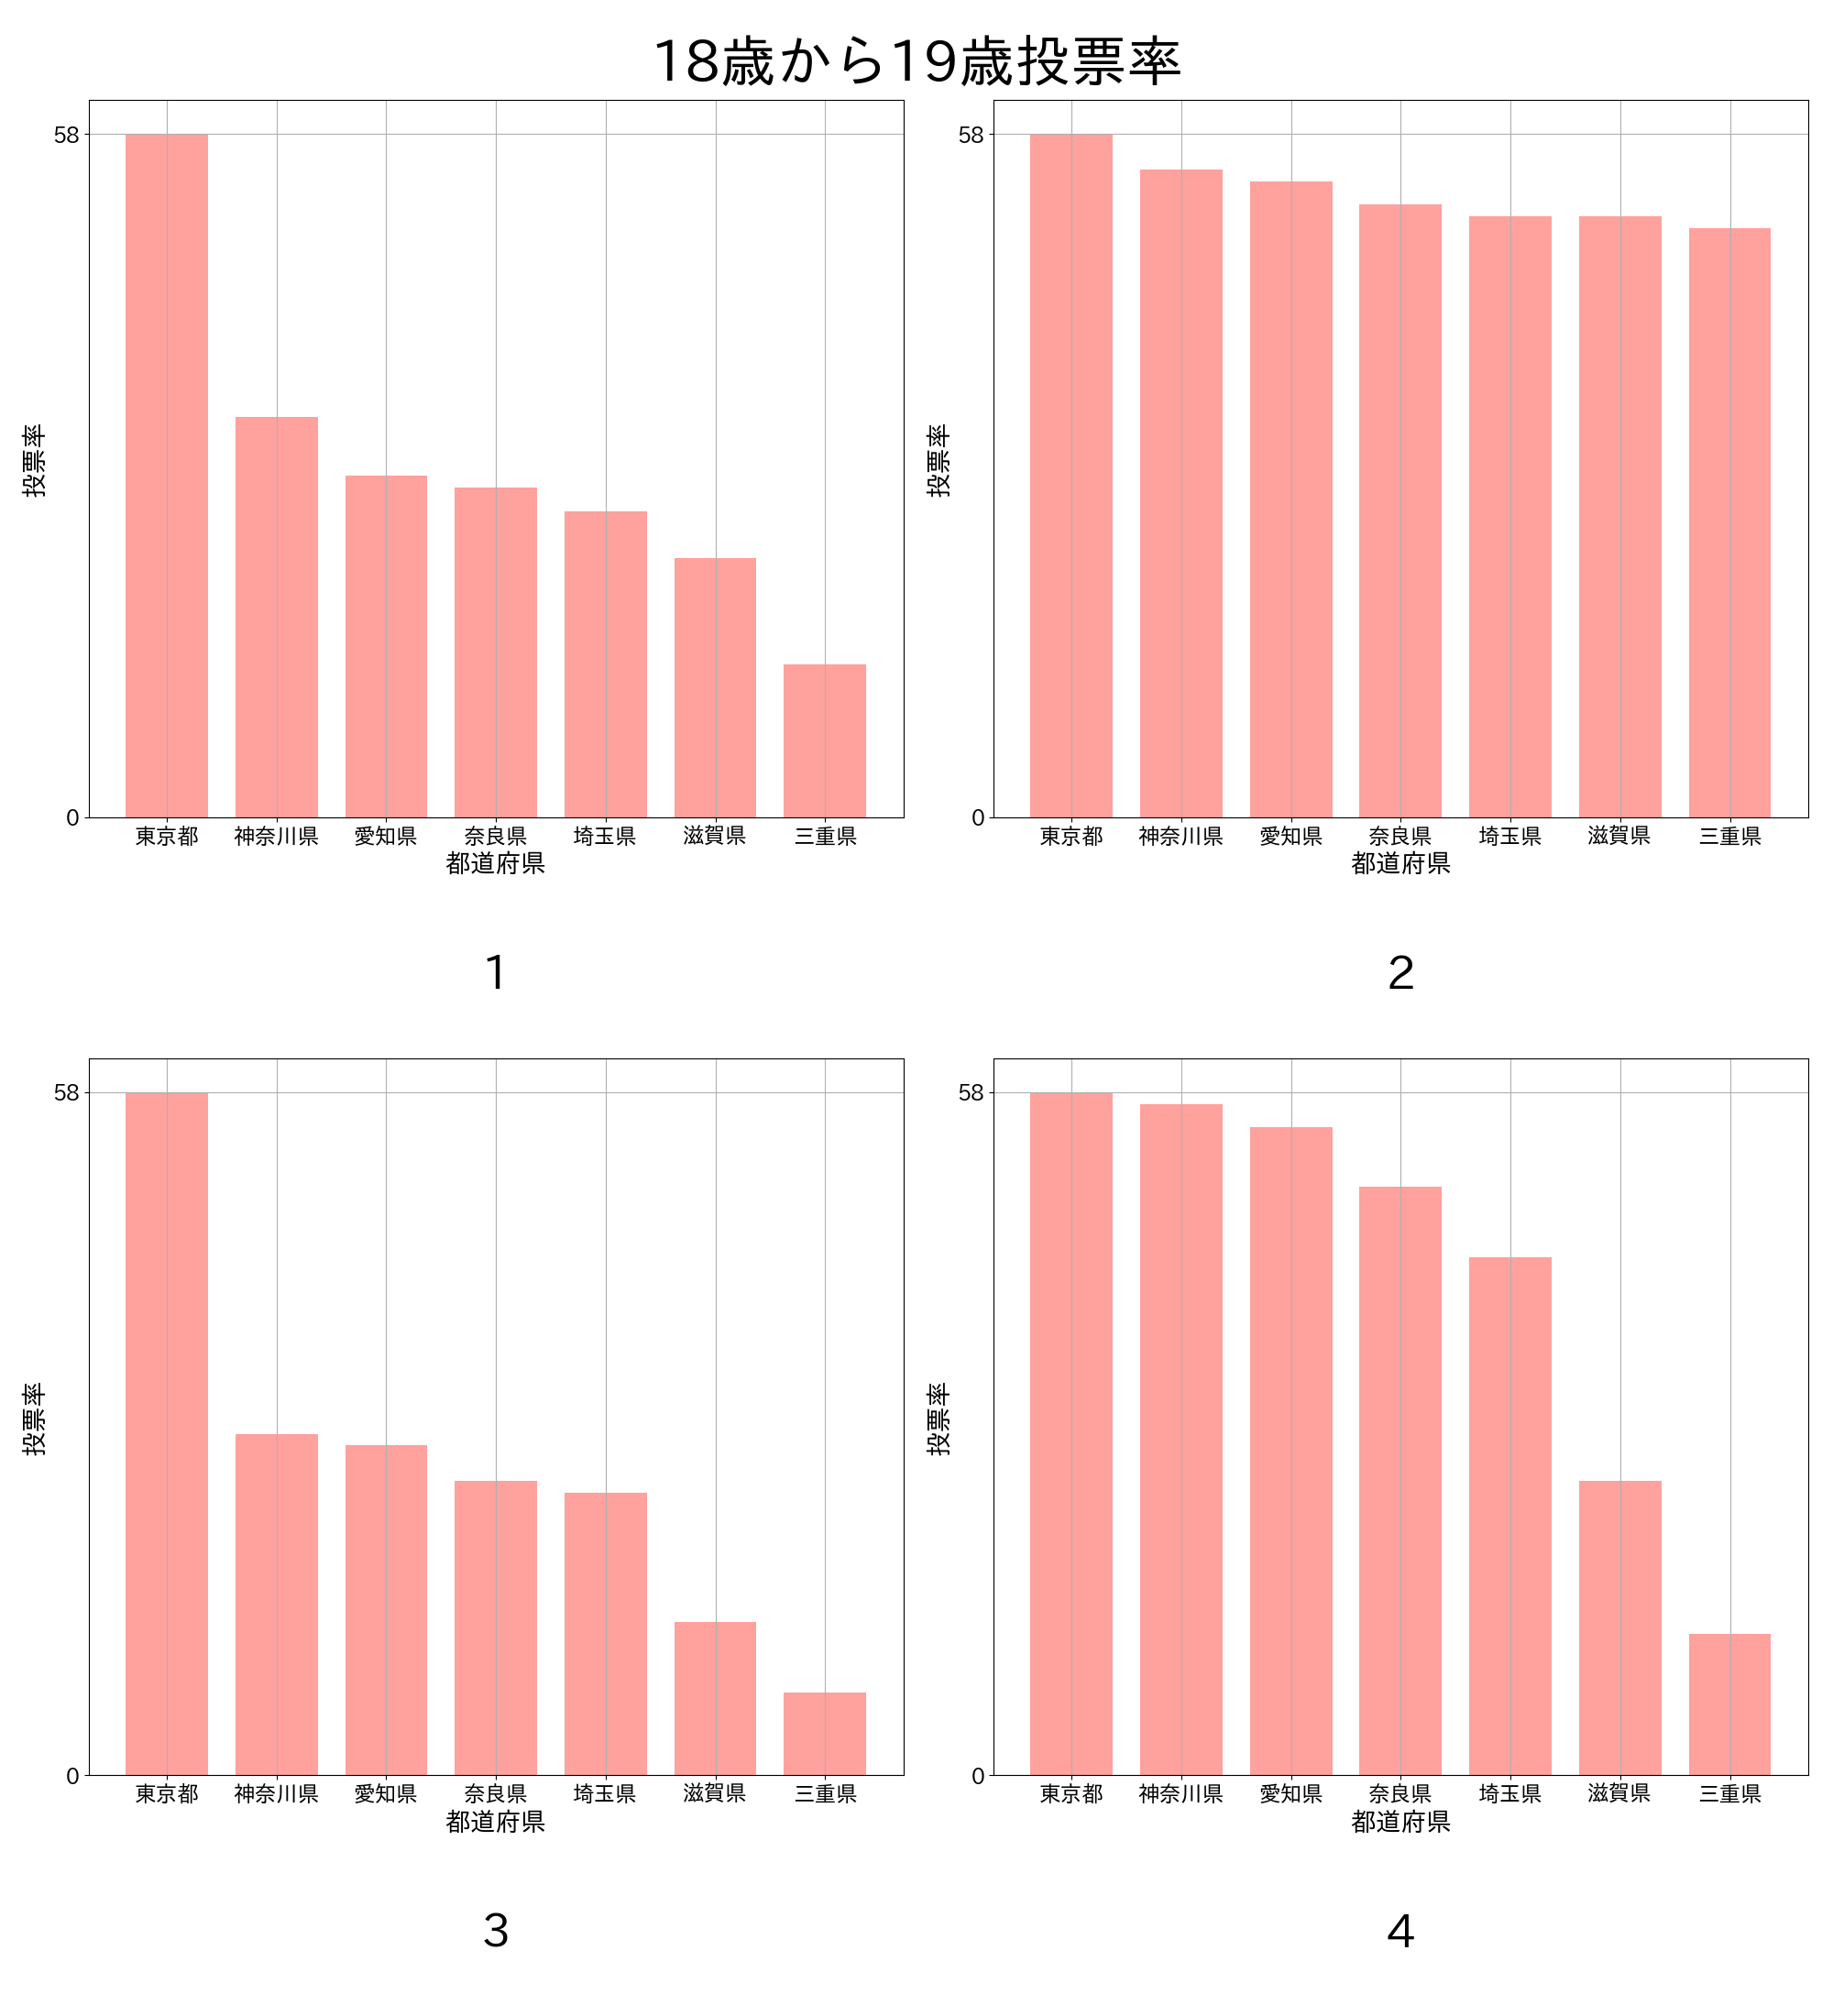 18歳から19歳投票率
58
0
投票率
東京都 神奈川県 愛知県 奈良県 埼玉県 滋賀県 三重県
都道府県
1
58
0
投票率
東京都 神奈川県 愛知県 奈良県 埼玉県 滋賀県 三重県
都道府県
2
58
0
投票率
東京都 神奈川県 愛知県 奈良県 埼玉県 滋賀県 三重県
都道府県
3
58
0
投票率
東京都 神奈川県 愛知県 奈良県 埼玉県 滋賀県 三重県
都道府県
4